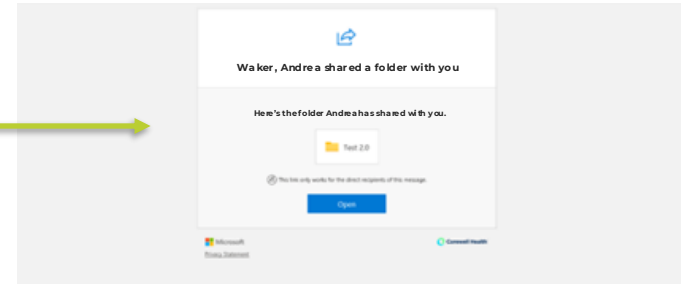 Waker, Andrea shared a folder with you
Here's the folder Andrea has shared with you.
Test 2.0
This link only works for the direct recipients of this message.
Open
Microsoft
Privacy Statement
Health